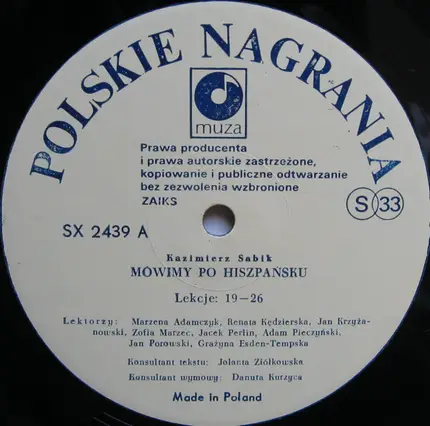 POLSKIE NAGRANIA
muza
Prawa producenta
i prawa autorskie zastrzeżone,
kopiowanie i publiczne odtwarzanie
bez zezwolenia wzbronione
ZAIKS
S 33
SX 2439 A
Kazimierz Sabik
MÓWIMY PO HISZPAŃSKU
Lekcje: 19—26
Lektorzy: Marzena Adamczyk, Renata Kędzierska, Jan Krzyża-
nowski, Zofia Marzec, Jacek Perlin, Adam Pieczyński,
Jan Porowski, Grażyna Esden-Tempska
Konsultant tekstu: Jolanta Ziółkowska
Konsultant wymowy: Danuta Kurzyca
Made in Poland